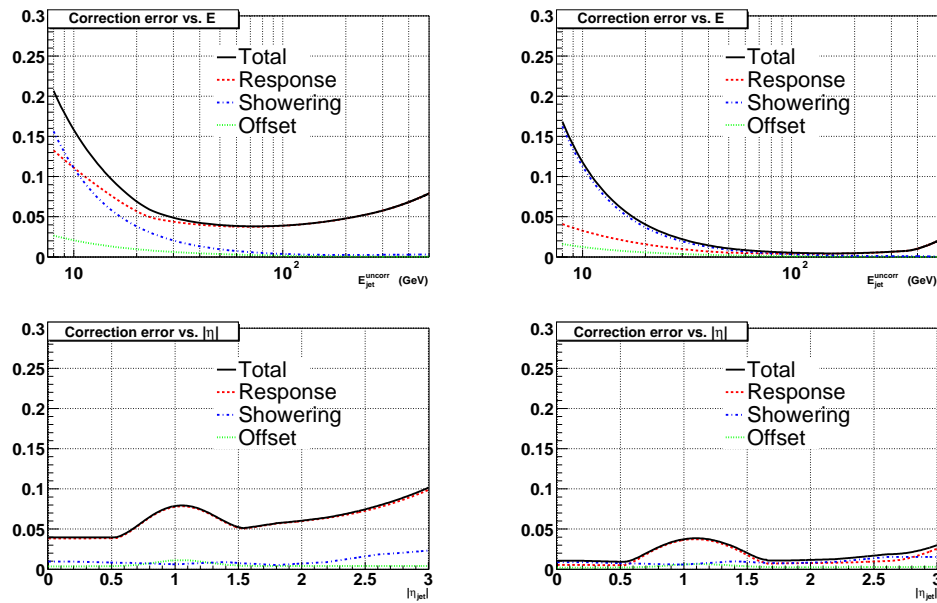 Correction error vs. E
0.3
0.25
0.2
0.15
0.1
0.05
0
Total
Response
Showering
Offset
10
10^2
E_jet^uncorr (GeV)
Correction error vs. E
0.3
0.25
0.2
0.15
0.1
0.05
0
Total
Response
Showering
Offset
10
10^2
E_jet^uncorr (GeV)
Correction error vs. |η|
0.3
0.25
0.2
0.15
0.1
0.05
0
Total
Response
Showering
Offset
0 0.5 1 1.5 2 2.5 3
|η_jet|
Correction error vs. |η|
0.3
0.25
0.2
0.15
0.1
0.05
0
Total
Response
Showering
Offset
0 0.5 1 1.5 2 2.5 3
|η_jet|